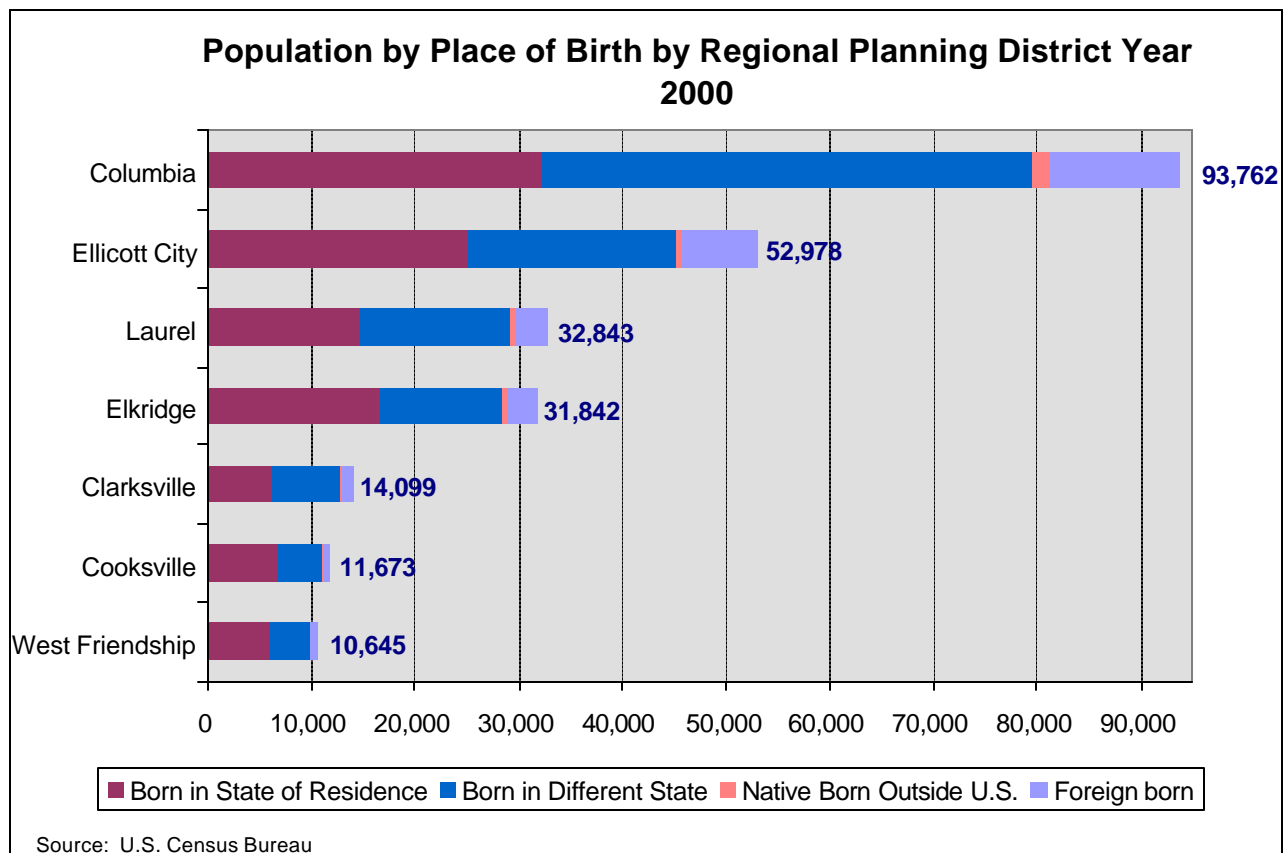 Population by Place of Birth by Regional Planning District Year
2000
Columbia
93,762
Ellicott City
52,978
Laurel
32,843
Elkridge
31,842
Clarksville
14,099
Cooksville
11,673
West Friendship
10,645
0 10,000 20,000 30,000 40,000 50,000 60,000 70,000 80,000 90,000
Born in State of Residence Born in Different State Native Born Outside U.S. Foreign born
Source: U.S. Census Bureau